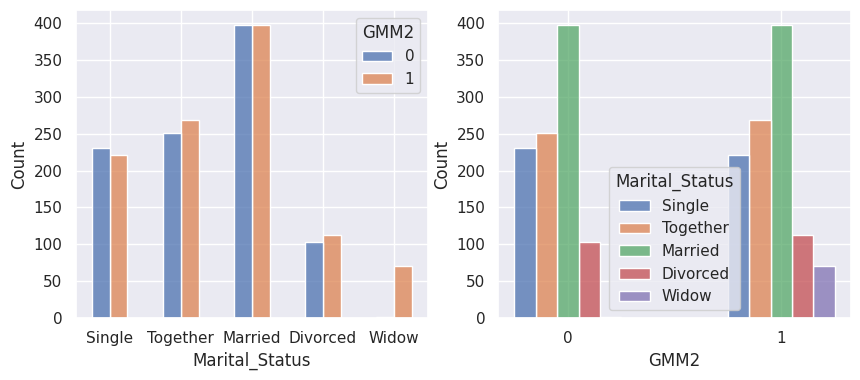 400
350
300
250
200
150
100
50
0
Count
Single Together Married Divorced Widow
Marital_Status
GMM2
0
1
400
350
300
250
200
150
100
50
0
Count
Marital_Status
Single
Together
Married
Divorced
Widow
0 1
GMM2